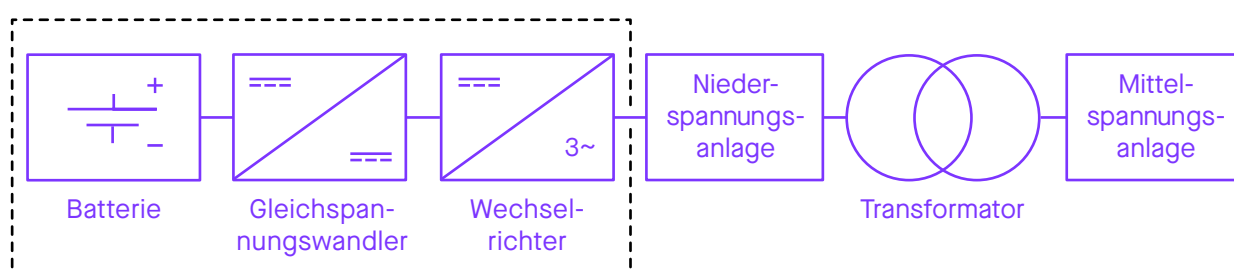 +
–
Batterie
Gleichspan-
nungswandler
3~
Wechsel-
richter
Nieder-
spannungs-
anlage
Transformator
Mittel-
spannungs-
anlage